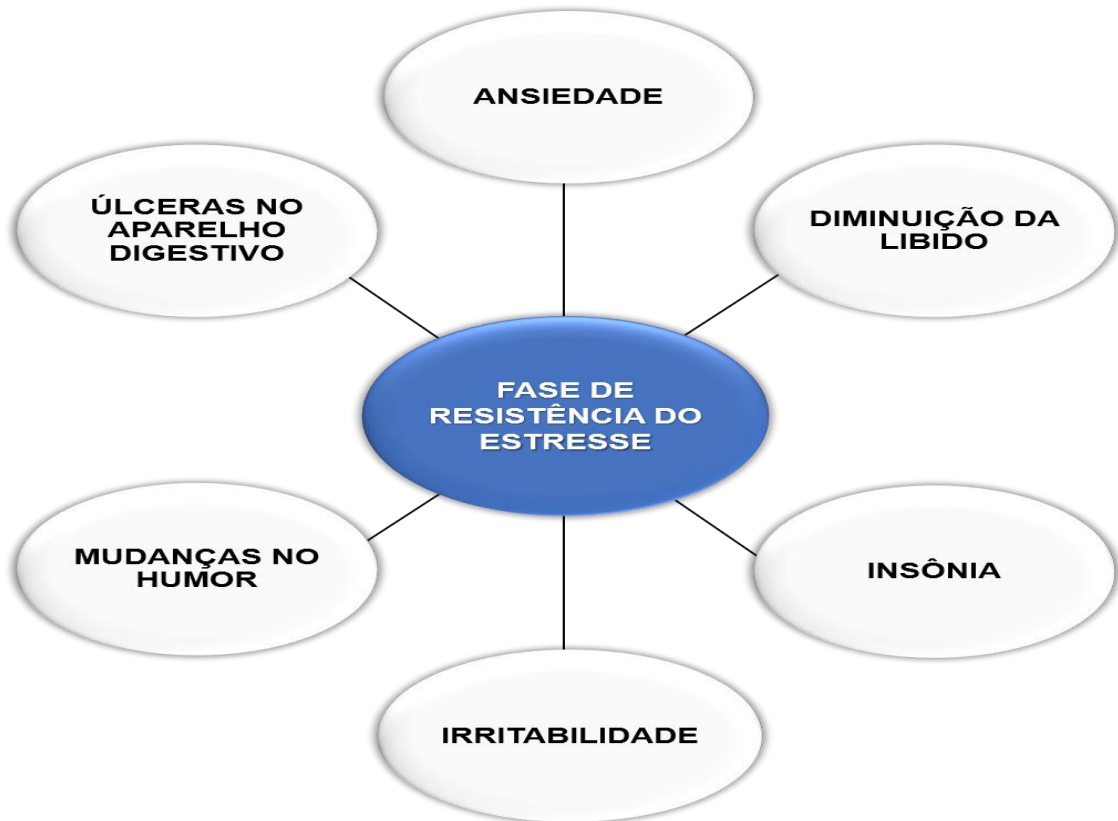 ANSIEDADE
ÚLCERAS NO
APARELHO
DIGESTIVO
DIMINUIÇÃO DA
LIBIDO
FASE DE
RESISTÊNCIA DO
ESTRESSE
MUDANÇAS NO
HUMOR
INSÔNIA
IRRITABILIDADE